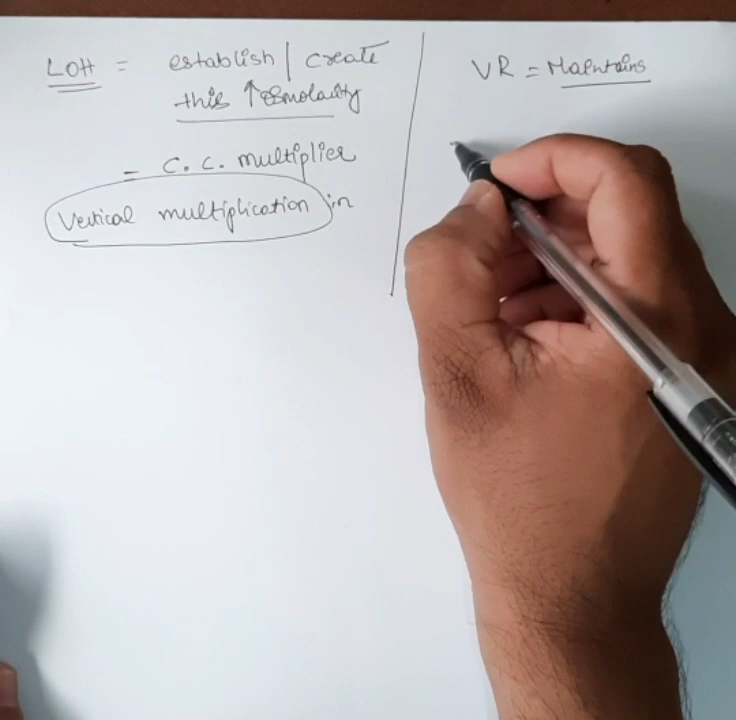 LOH = establish | create
this ↑ osmolality
= C. C. multiplier
Vertical multiplication in
VR = Maintains